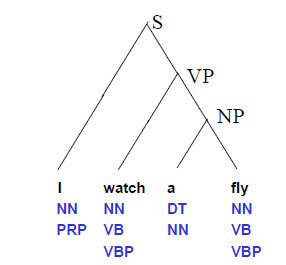 S
VP
NP
I watch a fly
NN NN DT NN
PRP VB NN VB
VBP VBP